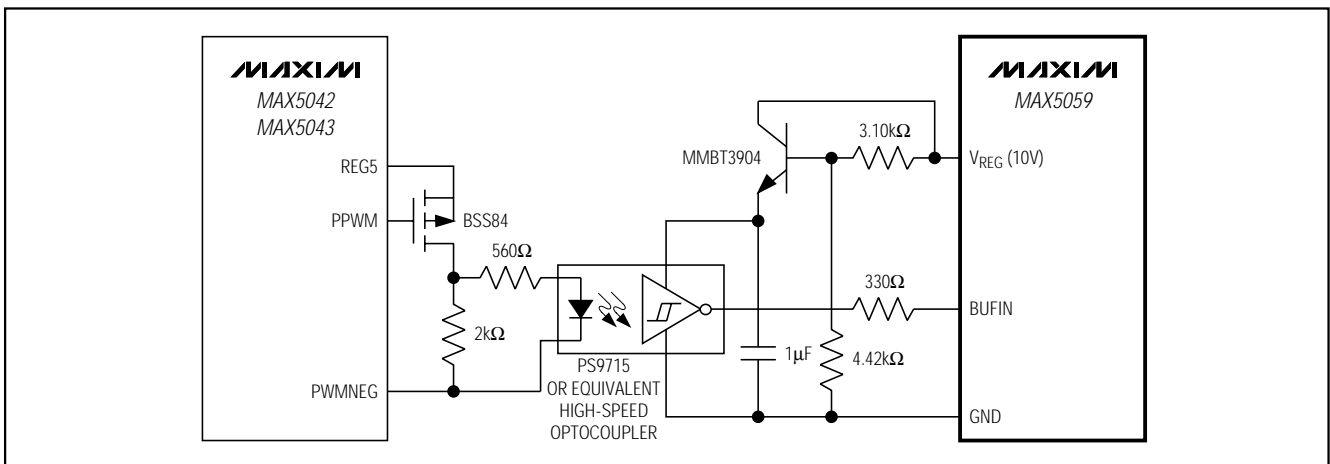 MAXIM
MAX5042
MAX5043
REG5
PPWM
PWMNEG
BSS84
560Ω
2kΩ
PS9715
OR EQUIVALENT
HIGH-SPEED
OPTOCOUPLER
MMBT3904
3.10kΩ
330Ω
1µF
4.42kΩ
MAXIM
MAX5059
VREG (10V)
BUFIN
GND